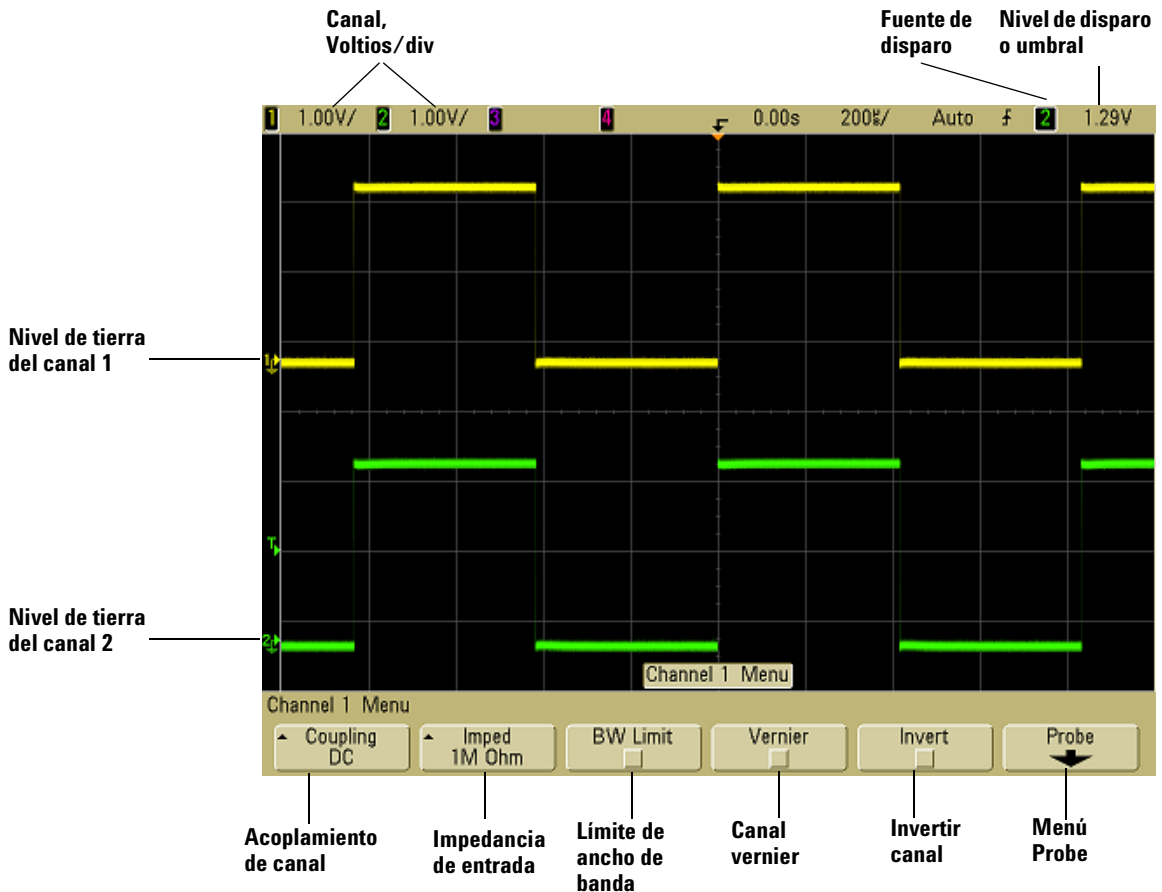 Canal,
Voltios/div
Fuente de
disparo
Nivel de disparo
o umbral
1 1.00V/ 2 1.00V/ 3 4 0.00s 200㎲/ Auto 2 1.29V
Nivel de tierra
del canal 1
1
T
Nivel de tierra
del canal 2
2
Channel 1 Menu
Channel 1 Menu
Coupling
DC
Imped
1M Ohm
BW Limit
Vernier
Invert
Probe
Acoplamiento
de canal
Impedancia
de entrada
Límite de
ancho de
banda
Canal
vernier
Invertir
canal
Menú
Probe